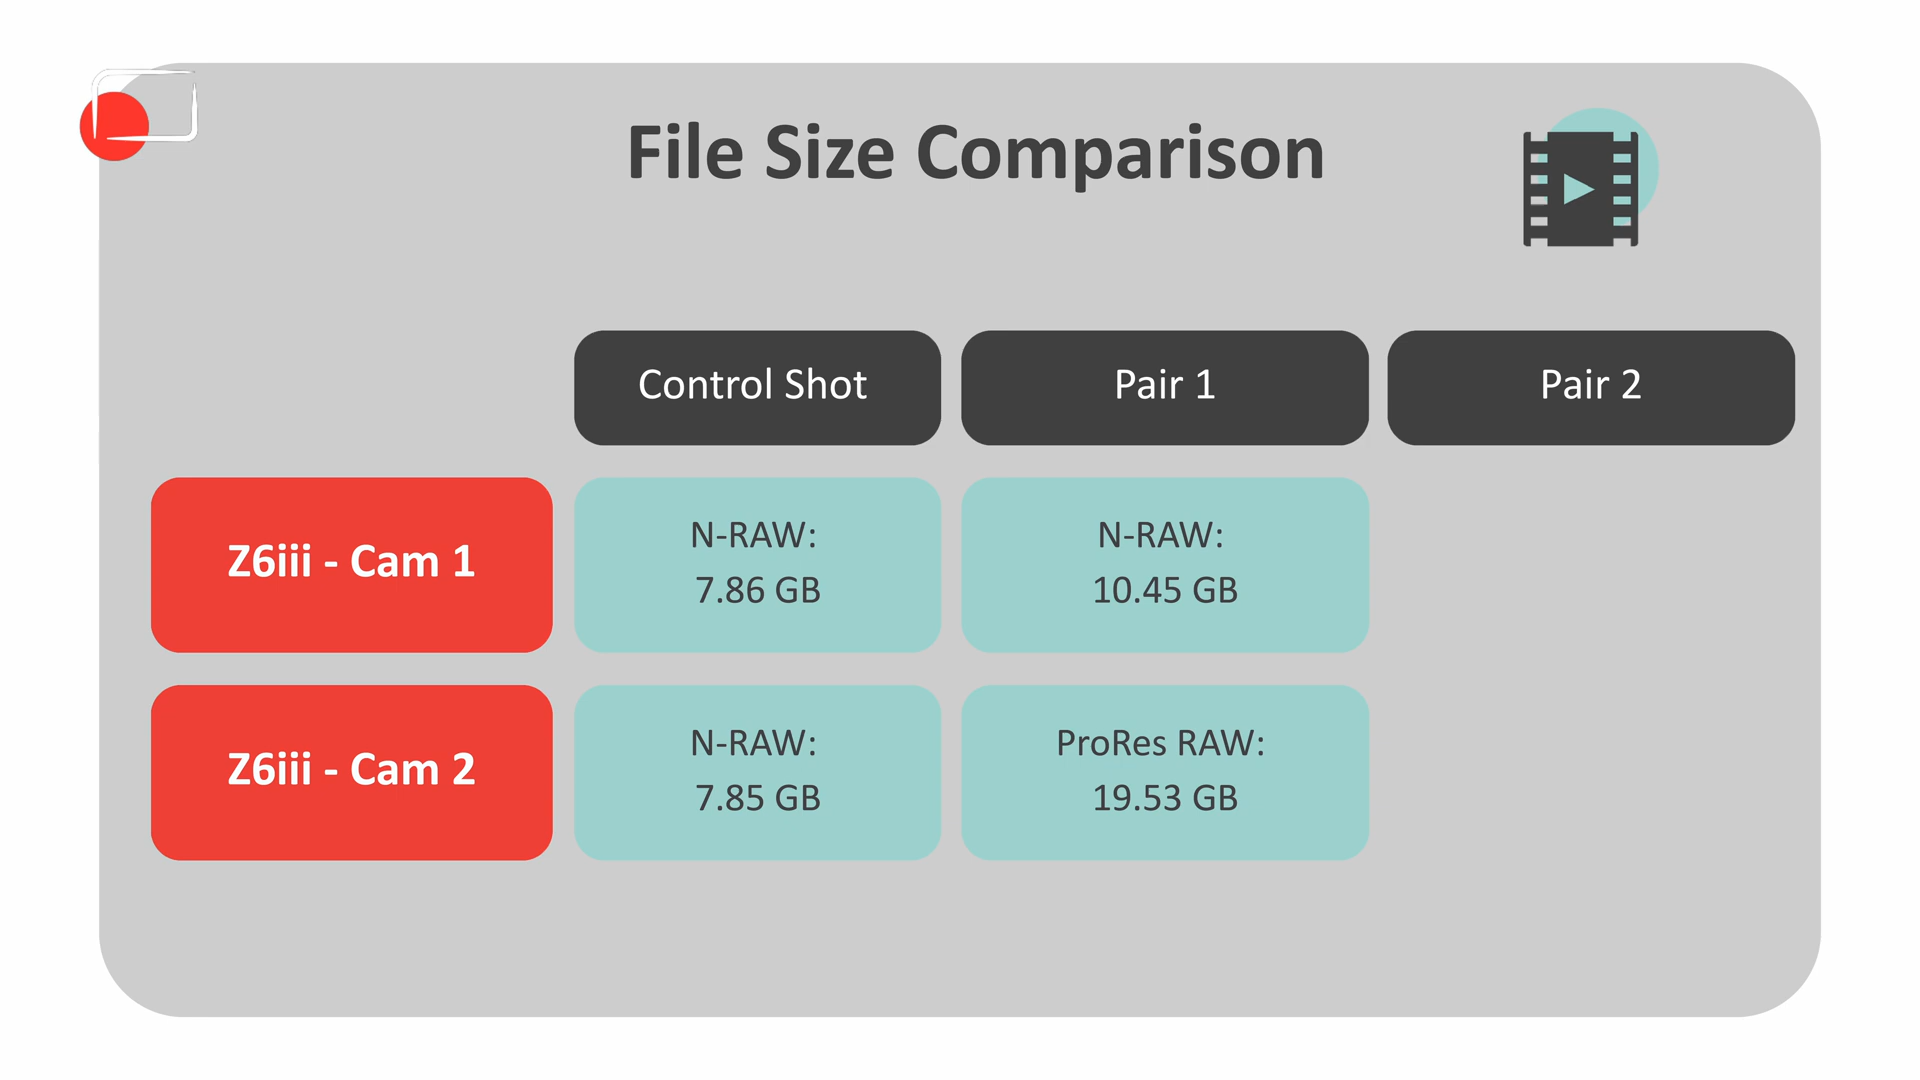 File Size Comparison
Control Shot
Pair 1
Pair 2
Z6iii - Cam 1
N-RAW:
7.86 GB
N-RAW:
10.45 GB
Z6iii - Cam 2
N-RAW:
7.85 GB
ProRes RAW:
19.53 GB